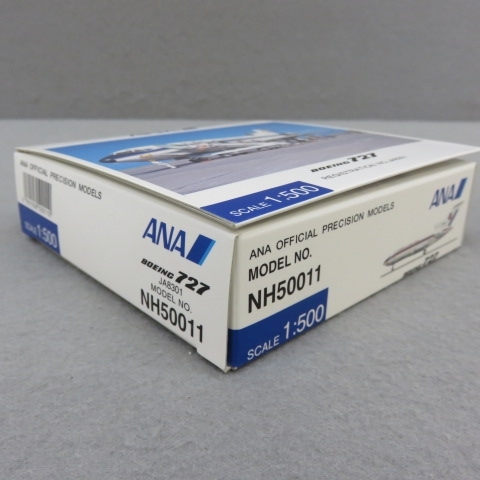 BOEING 727
SCALE 1:500
ANA OFFICIAL PRECISION MODELS
SCALE 1:500
ANA
BOEING 727
JA8301
MODEL NO.
NH50011
ANA
ANA OFFICIAL PRECISION MODELS
MODEL NO.
NH50011
SCALE 1:500